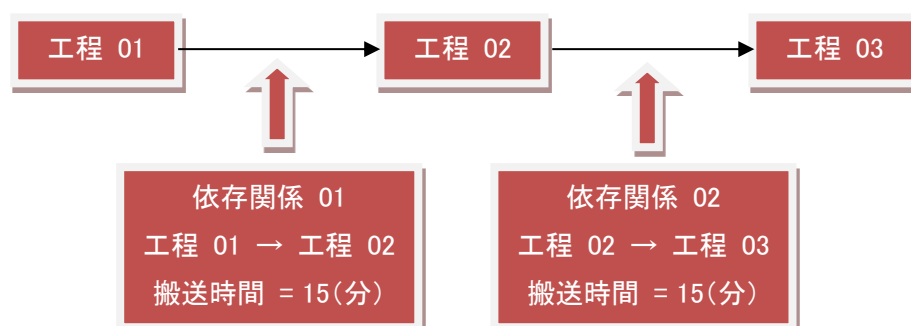 工程 01
工程 02
工程 03
依存関係 01
工程 01 → 工程 02
搬送時間 = 15(分)
依存関係 02
工程 02 → 工程 03
搬送時間 = 15(分)